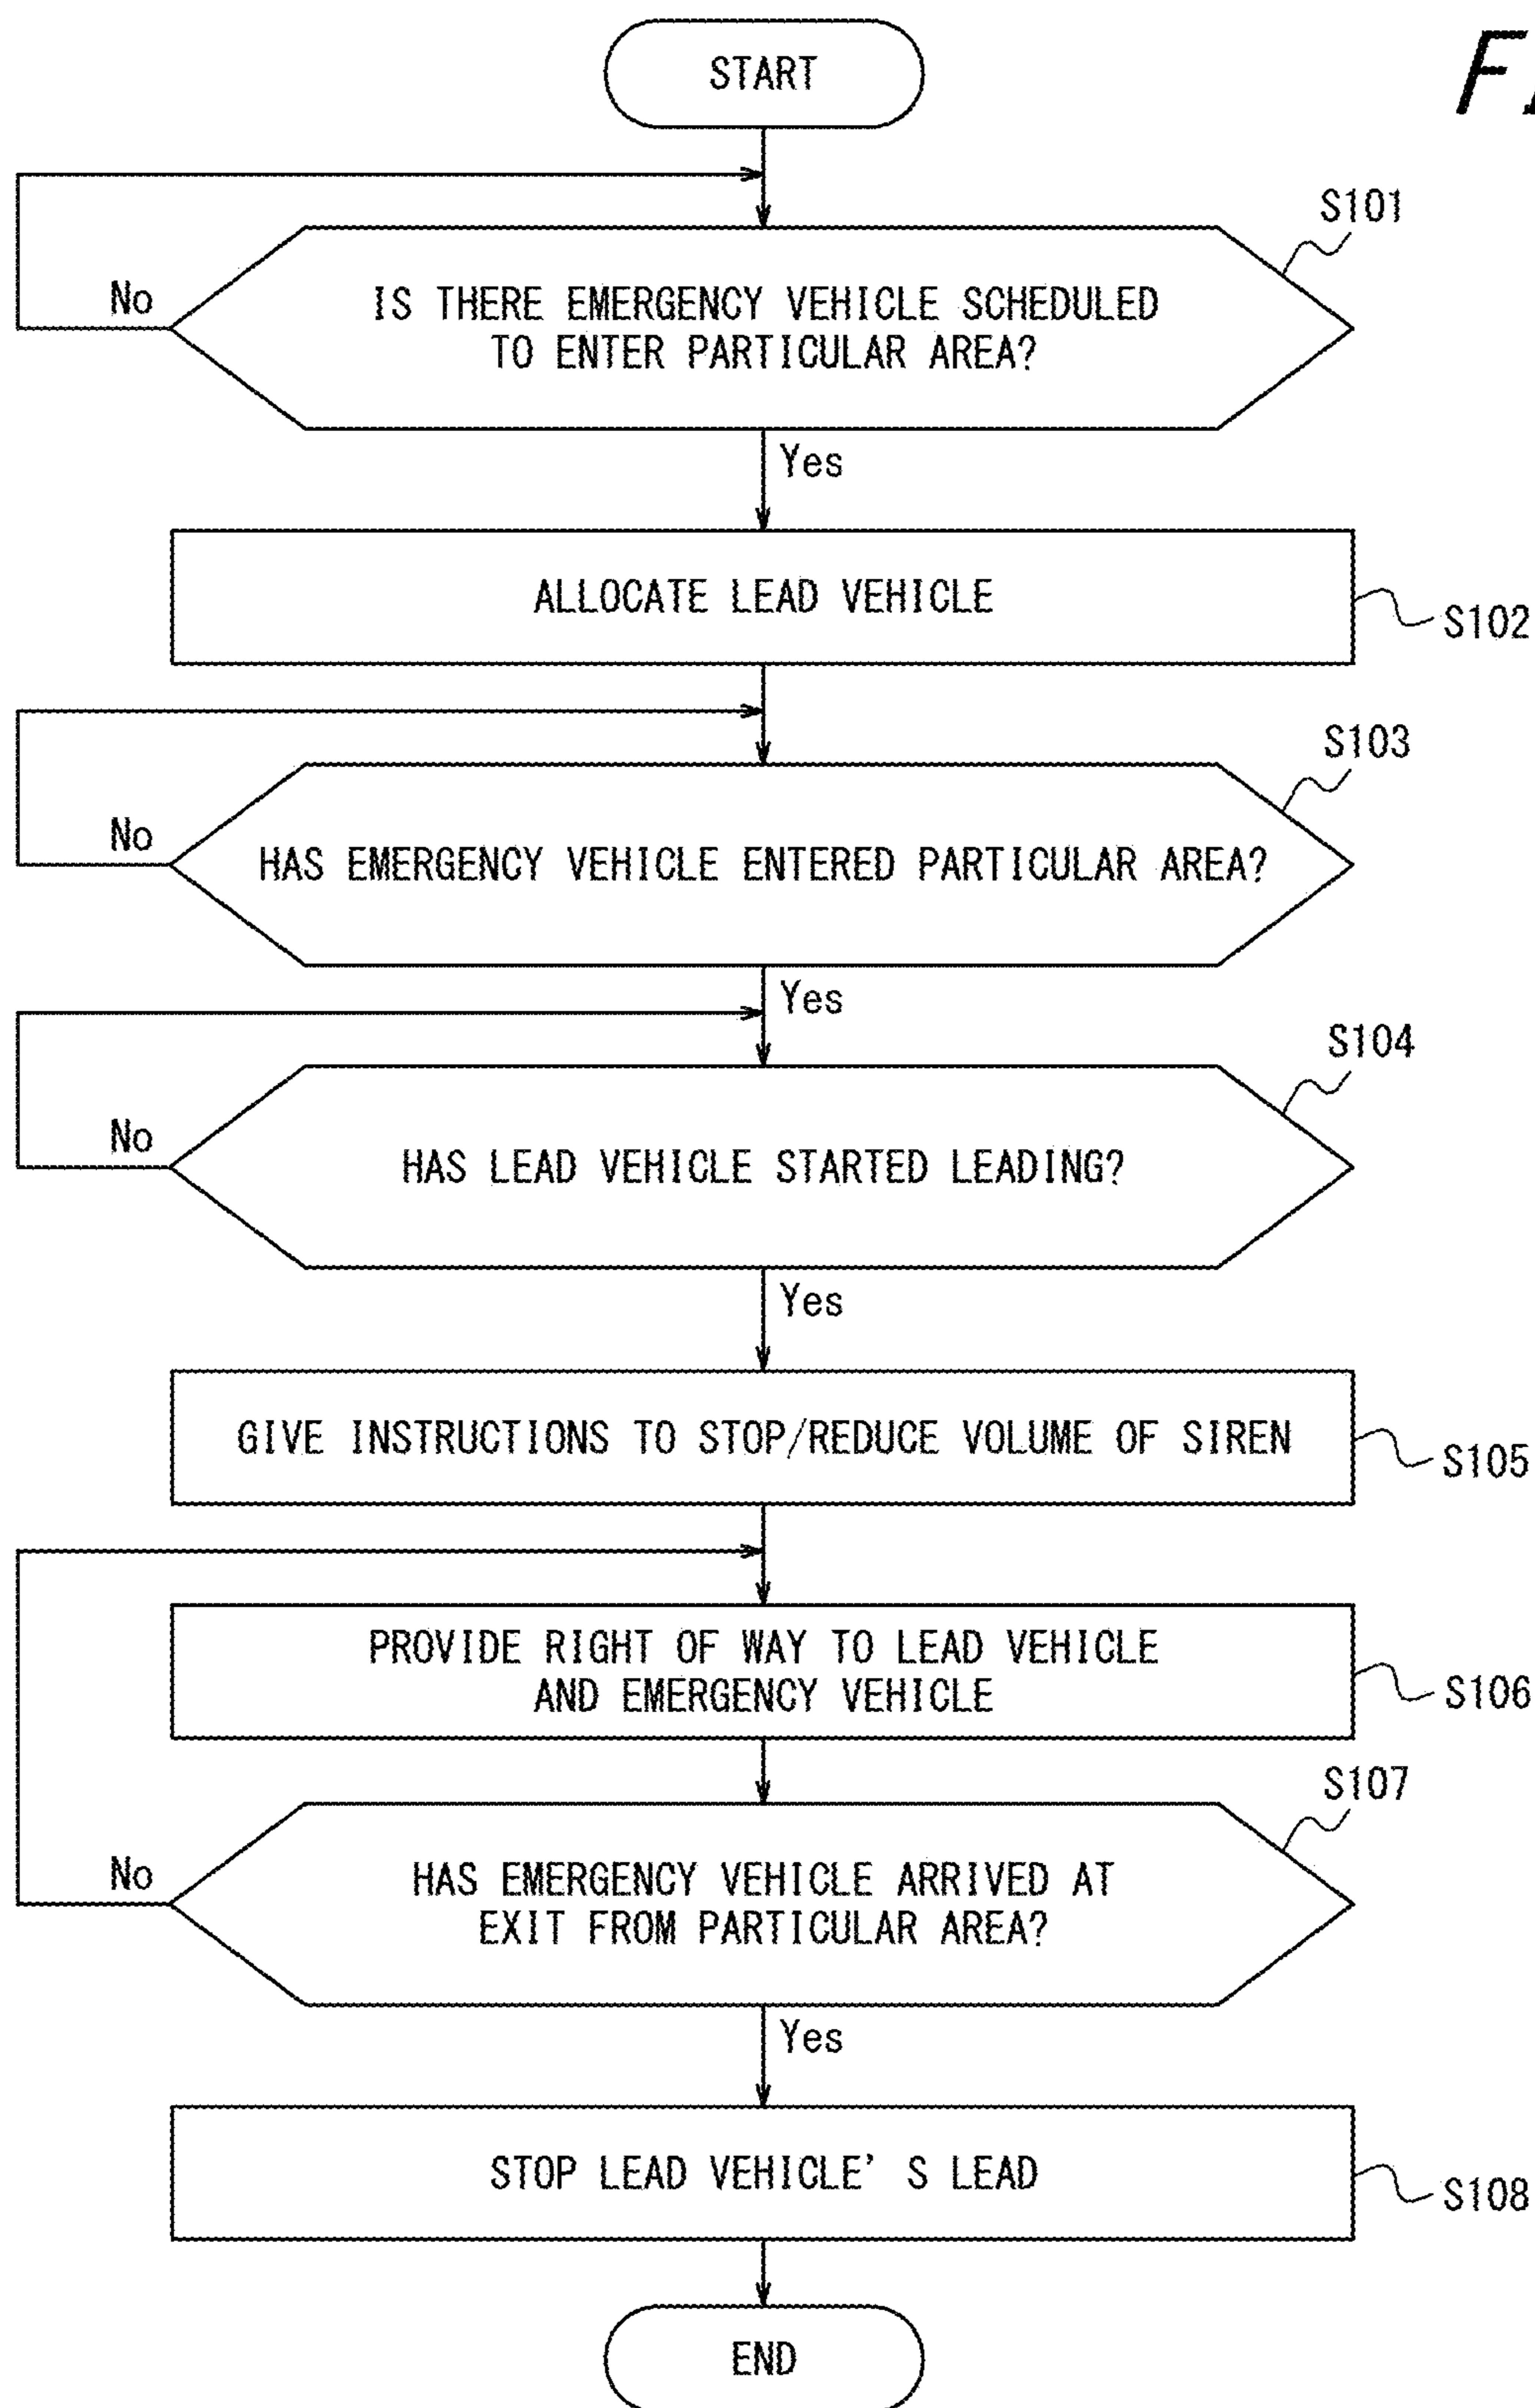 START
S101
IS THERE EMERGENCY VEHICLE SCHEDULED
TO ENTER PARTICULAR AREA?
No
Yes
ALLOCATE LEAD VEHICLE
S102
S103
HAS EMERGENCY VEHICLE ENTERED PARTICULAR AREA?
No
Yes
S104
HAS LEAD VEHICLE STARTED LEADING?
No
Yes
GIVE INSTRUCTIONS TO STOP/REDUCE VOLUME OF SIREN
S105
PROVIDE RIGHT OF WAY TO LEAD VEHICLE
AND EMERGENCY VEHICLE
S106
S107
HAS EMERGENCY VEHICLE ARRIVED AT
EXIT FROM PARTICULAR AREA?
No
Yes
STOP LEAD VEHICLE' S LEAD
S108
END